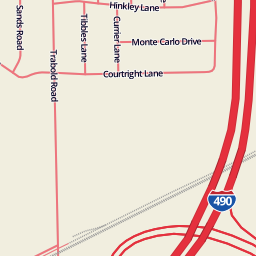 Hinkley Lane
Sands Road
Tibbles Lane
Currier Lane
Monte Carlo Drive
Courtright Lane
Trabold Road
490